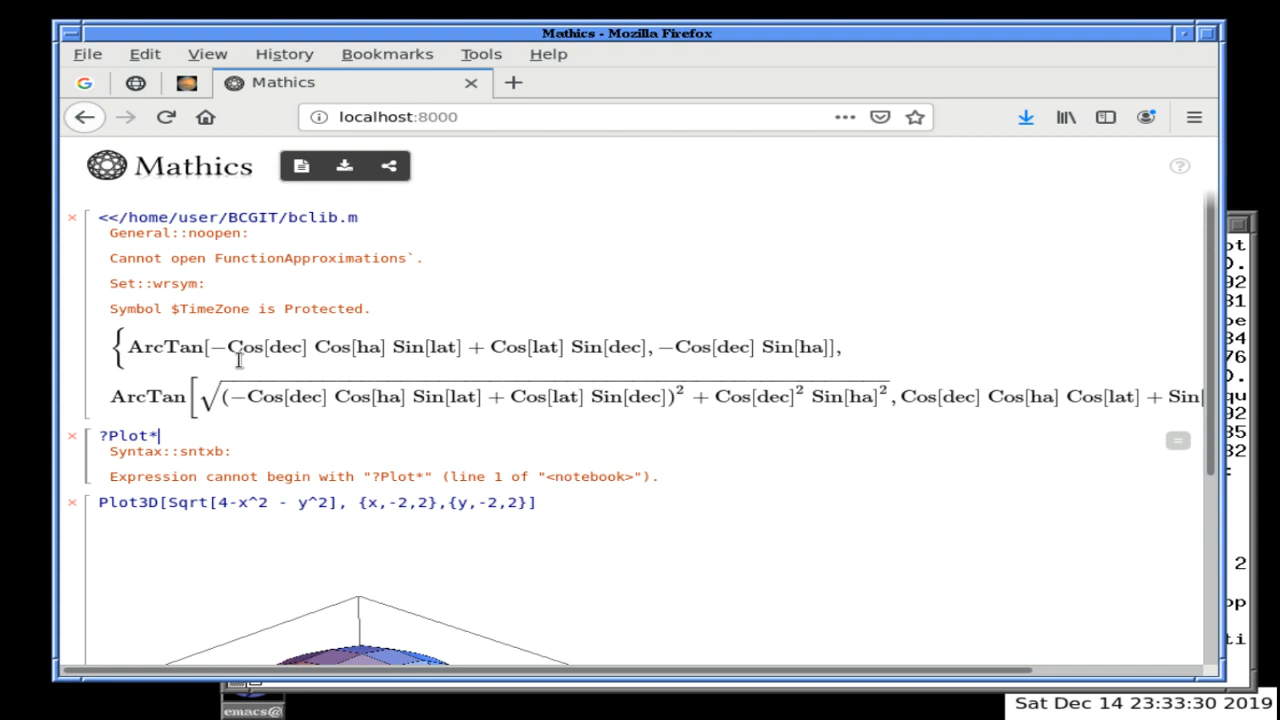 Mathics - Mozilla Firefox
File Edit View History Bookmarks Tools Help
Mathics
localhost:8000
Mathics
<</home/user/BCGIT/bclib.m
General::noopen:
Cannot open FunctionApproximations`.
Set::wrsym:
Symbol $TimeZone is Protected.
{ArcTan[−Cos[dec] Cos[ha] Sin[lat] + Cos[lat] Sin[dec], −Cos[dec] Sin[ha]],
ArcTan[√(−Cos[dec] Cos[ha] Sin[lat] + Cos[lat] Sin[dec])² + Cos[dec]² Sin[ha]², Cos[dec] Cos[ha] Cos[lat] + Sin[
?Plot*
Syntax::sntxb:
Expression cannot begin with "?Plot*" (line 1 of "<notebook>").
Plot3D[Sqrt[4-x^2 - y^2], {x,-2,2},{y,-2,2}]
emacs@
Sat Dec 14 23:33:30 2019